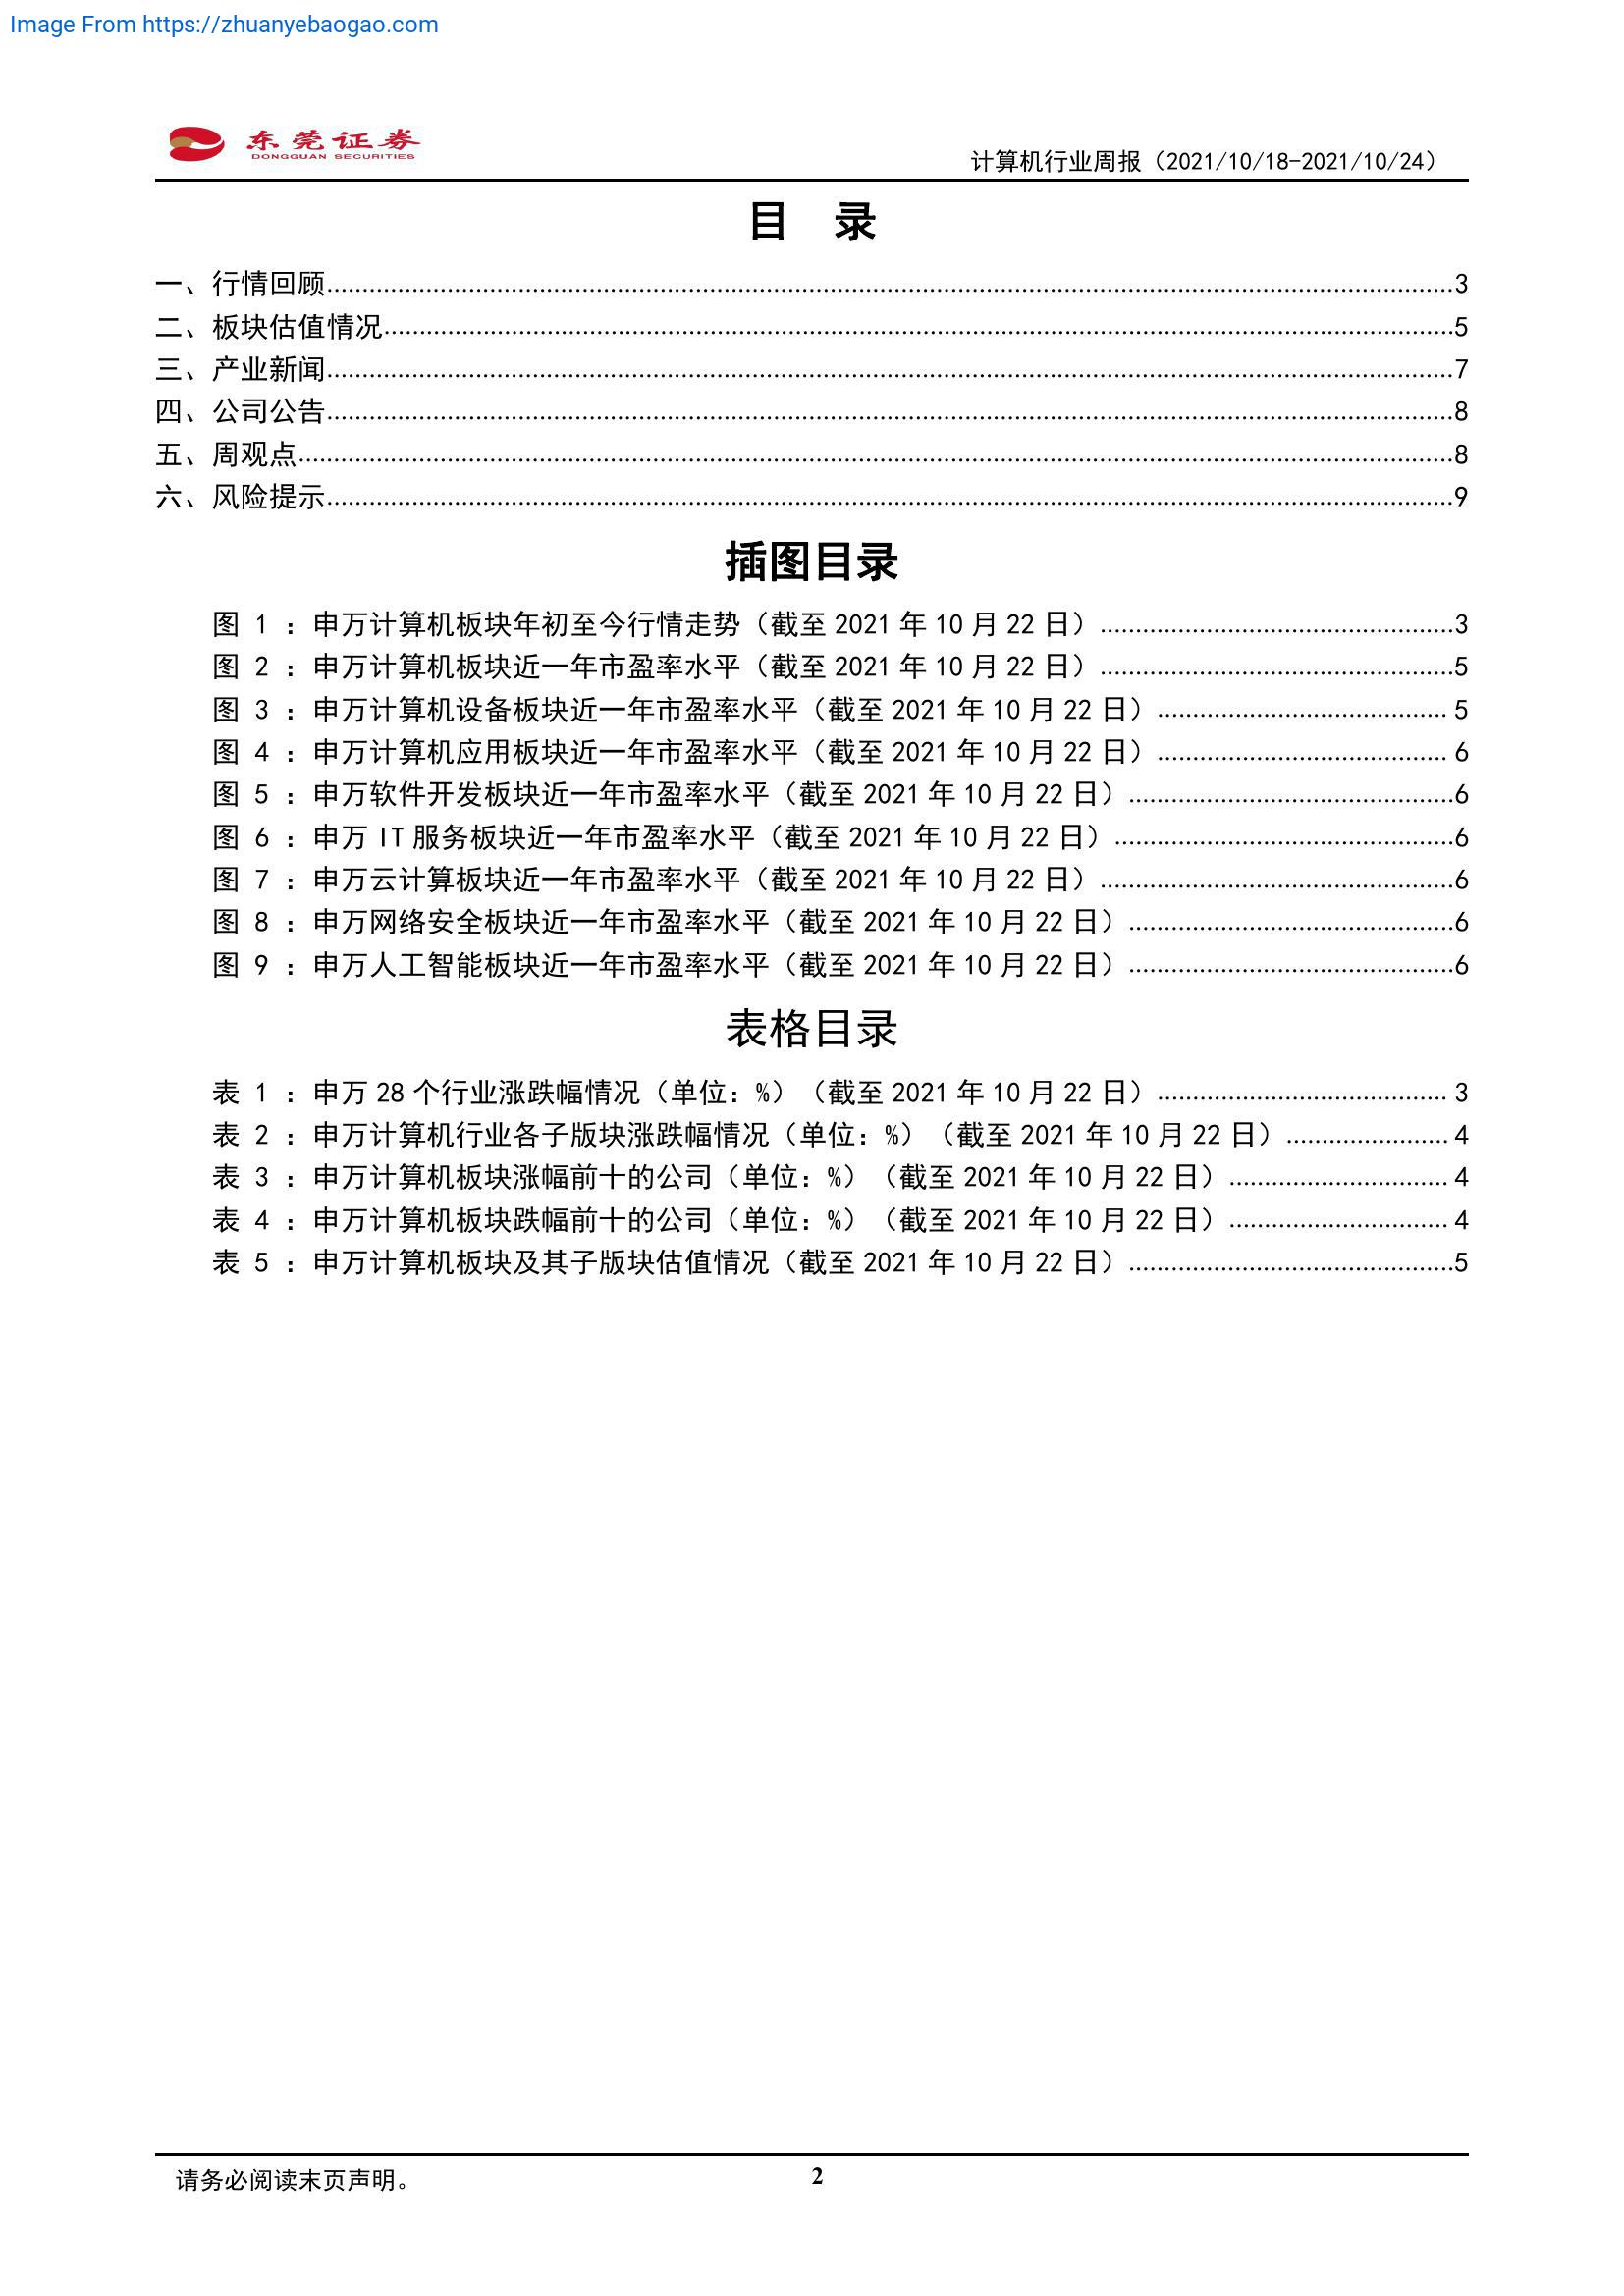 Image From https://zhuanyebaogao.com
东莞证券
DONGGUAN SECURITIES
计算机行业周报（2021/10/18-2021/10/24）
目 录
一、行情回顾 3
二、板块估值情况 5
三、产业新闻 7
四、公司公告 8
五、周观点 8
六、风险提示 9
插图目录
图 1 ：申万计算机板块年初至今行情走势（截至 2021 年 10 月 22 日） 3
图 2 ：申万计算机板块近一年市盈率水平（截至 2021 年 10 月 22 日） 5
图 3 ：申万计算机设备板块近一年市盈率水平（截至 2021 年 10 月 22 日） 5
图 4 ：申万计算机应用板块近一年市盈率水平（截至 2021 年 10 月 22 日） 6
图 5 ：申万软件开发板块近一年市盈率水平（截至 2021 年 10 月 22 日） 6
图 6 ：申万 IT 服务板块近一年市盈率水平（截至 2021 年 10 月 22 日） 6
图 7 ：申万云计算板块近一年市盈率水平（截至 2021 年 10 月 22 日） 6
图 8 ：申万网络安全板块近一年市盈率水平（截至 2021 年 10 月 22 日） 6
图 9 ：申万人工智能板块近一年市盈率水平（截至 2021 年 10 月 22 日） 6
表格目录
表 1 ：申万 28 个行业涨跌幅情况（单位：%）（截至 2021 年 10 月 22 日） 3
表 2 ：申万计算机行业各子版块涨跌幅情况（单位：%）（截至 2021 年 10 月 22 日） 4
表 3 ：申万计算机板块涨幅前十的公司（单位：%）（截至 2021 年 10 月 22 日） 4
表 4 ：申万计算机板块跌幅前十的公司（单位：%）（截至 2021 年 10 月 22 日） 4
表 5 ：申万计算机板块及其子版块估值情况（截至 2021 年 10 月 22 日） 5
请务必阅读末页声明。
2